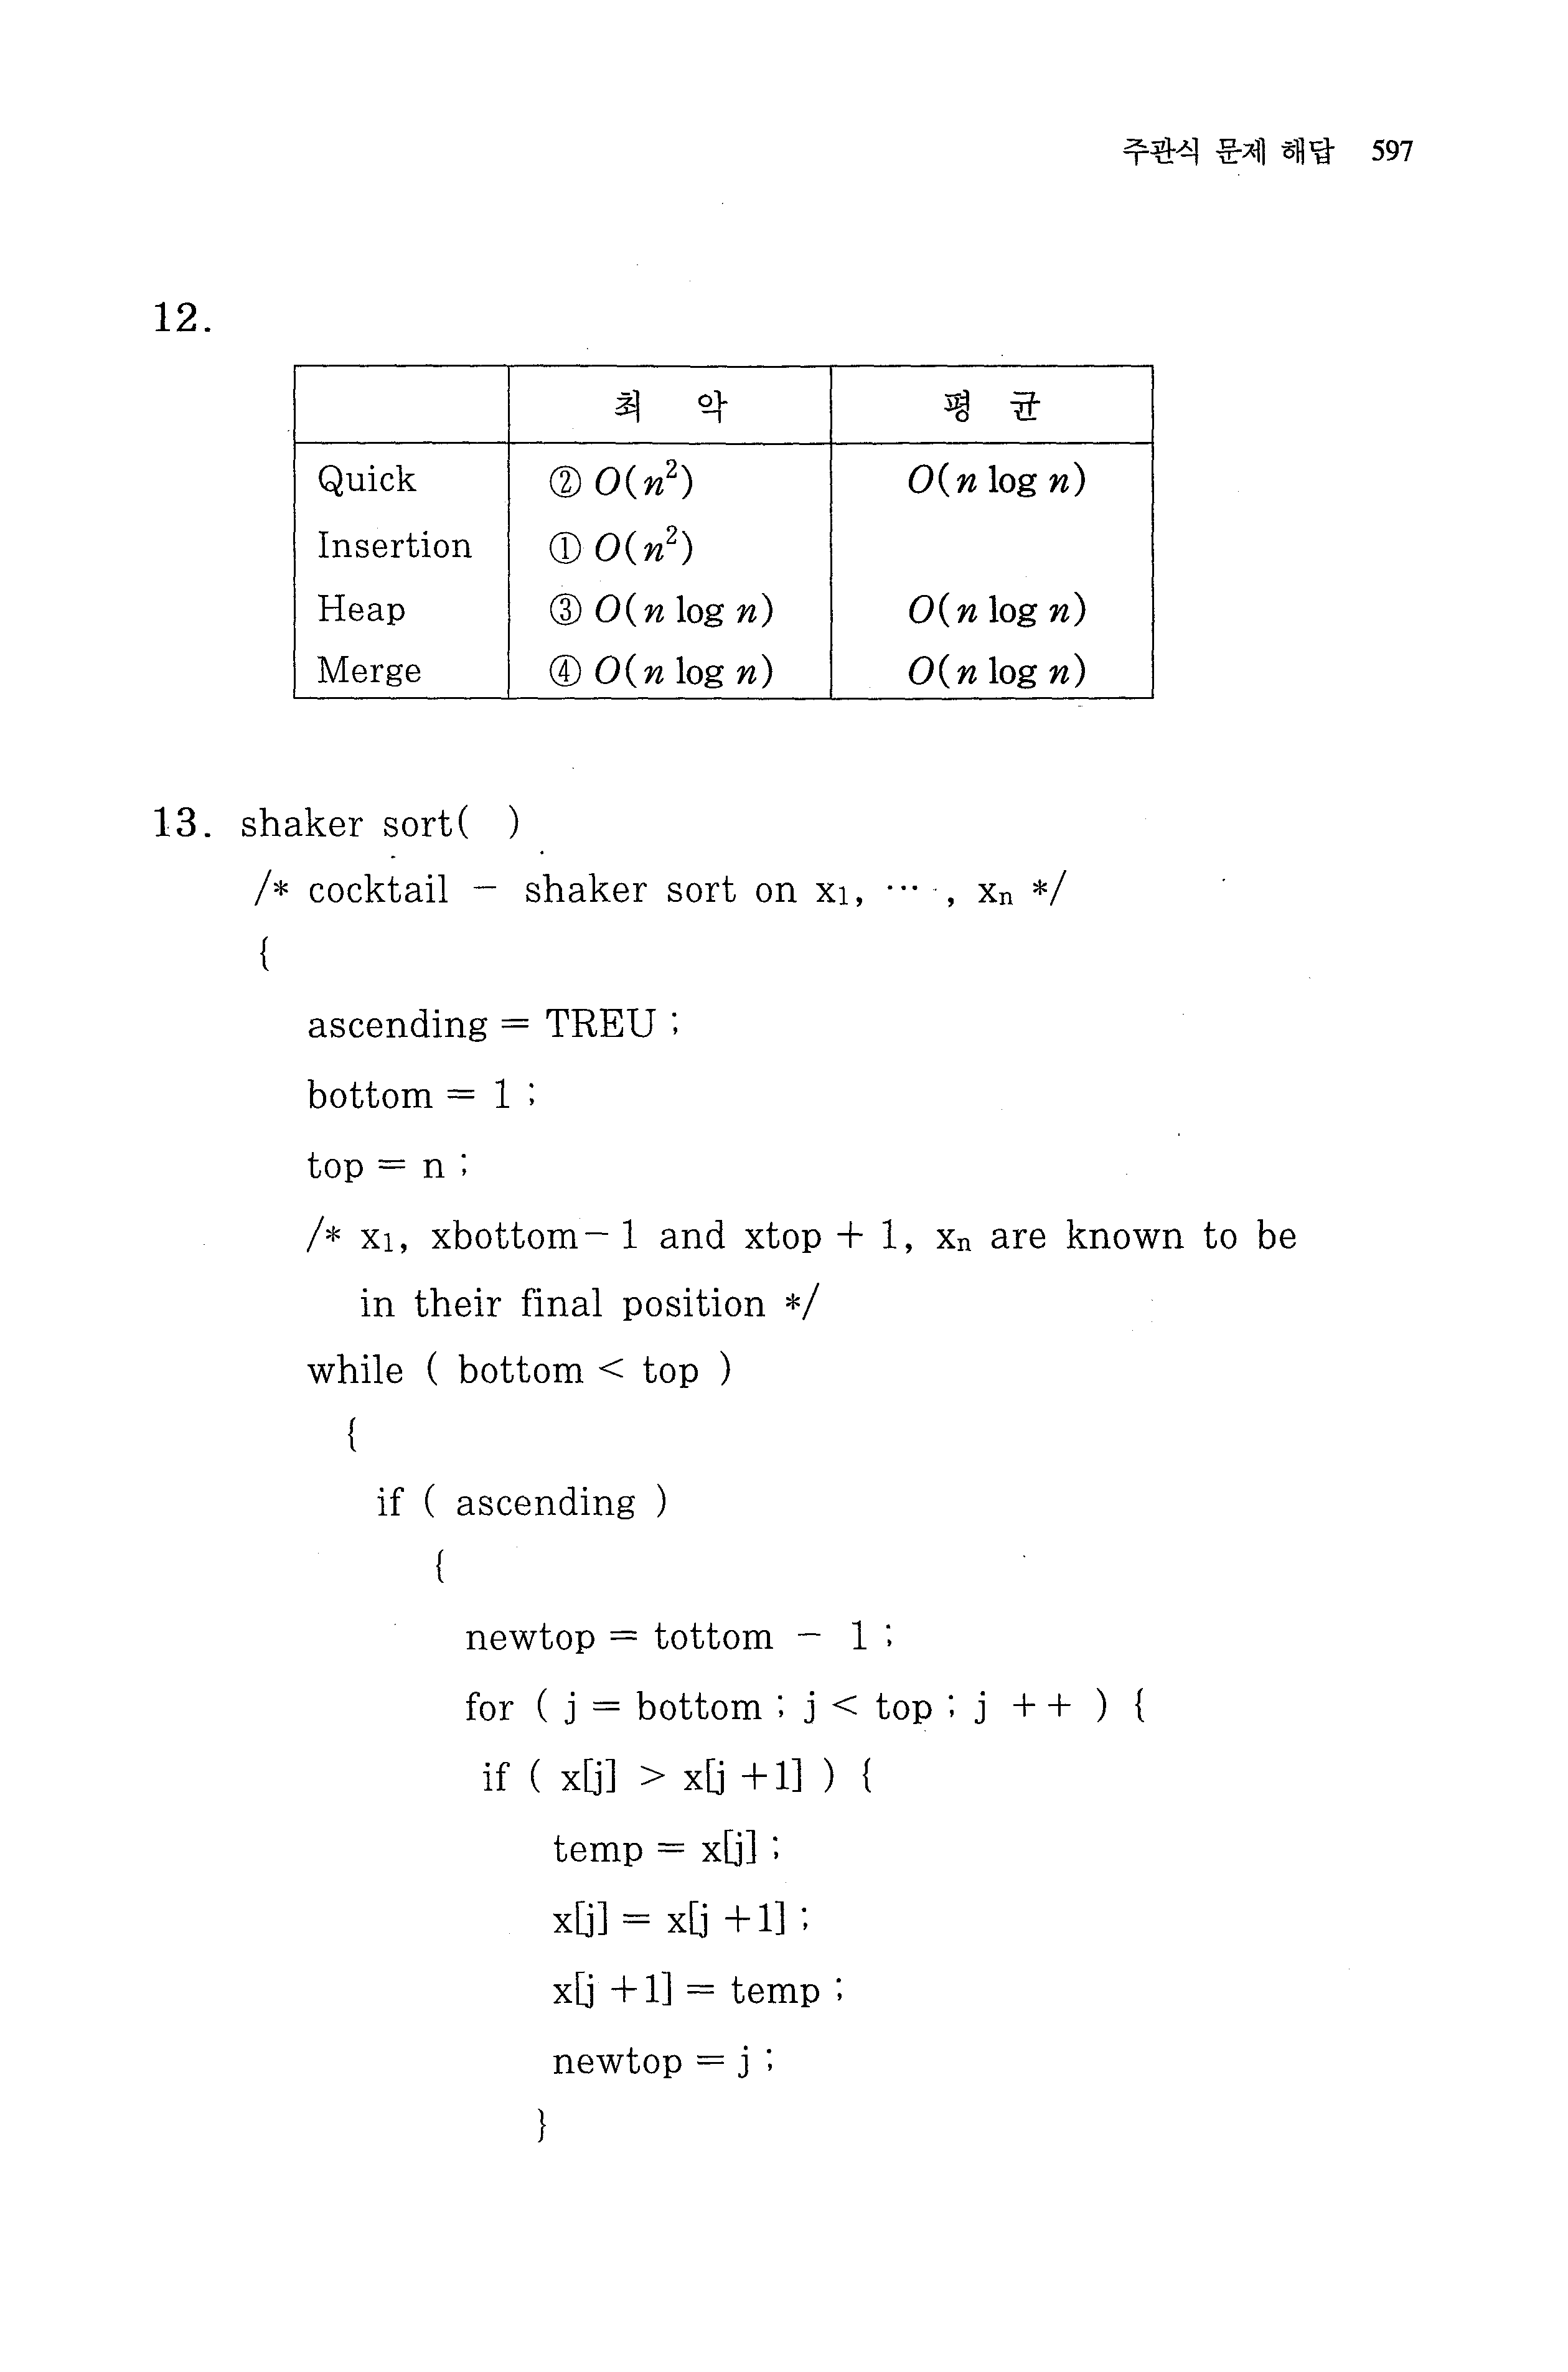 주관식 문제 해답 597
12.
최 악 평 균
Quick ② O(n²) O(n log n)
Insertion ① O(n²)
Heap ③ O(n log n) O(n log n)
Merge ④ O(n log n) O(n log n)
13. shaker sort( )
/* cocktail - shaker sort on x₁, ⋯ , xₙ */
{
ascending = TREU ;
bottom = 1 ;
top = n ;
/* x₁, xbottom- 1 and xtop + 1, xₙ are known to be
in their final position */
while ( bottom < top )
{
if ( ascending )
{
newtop = tottom - 1 ;
for ( j = bottom ; j < top ; j ++ ) {
if ( x[j] > x[j +1] ) {
temp = x[j] ;
x[j] = x[j +1] ;
x[j +1] = temp ;
newtop = j ;
}